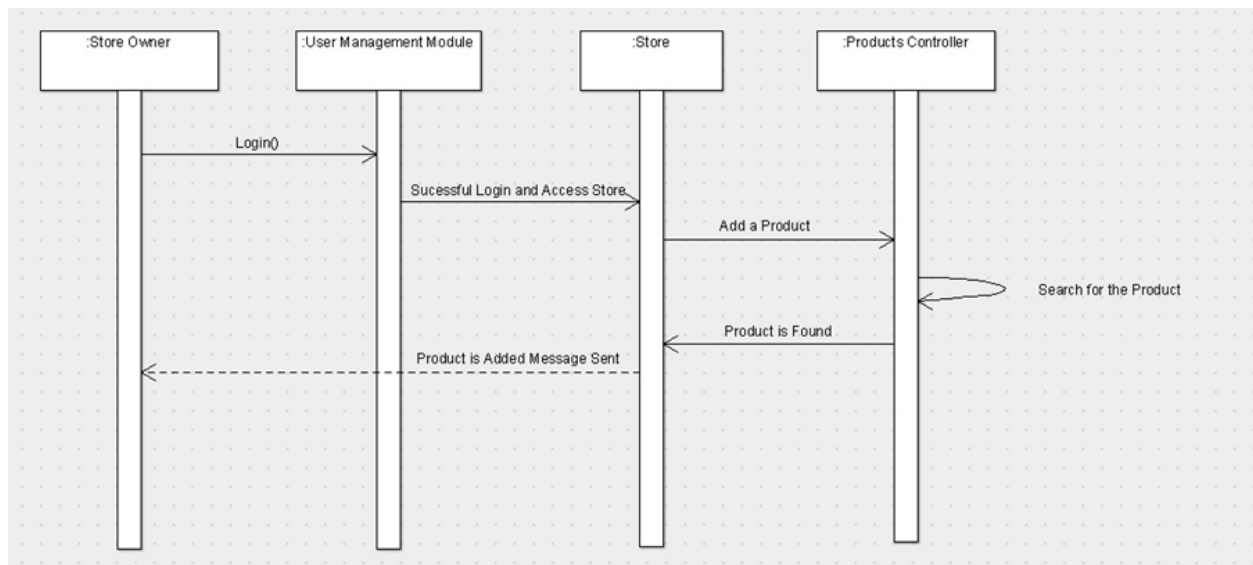 :Store Owner
:User Management Module
:Store
:Products Controller
Login()
Sucessful Login and Access Store
Add a Product
Search for the Product
Product is Found
Product is Added Message Sent